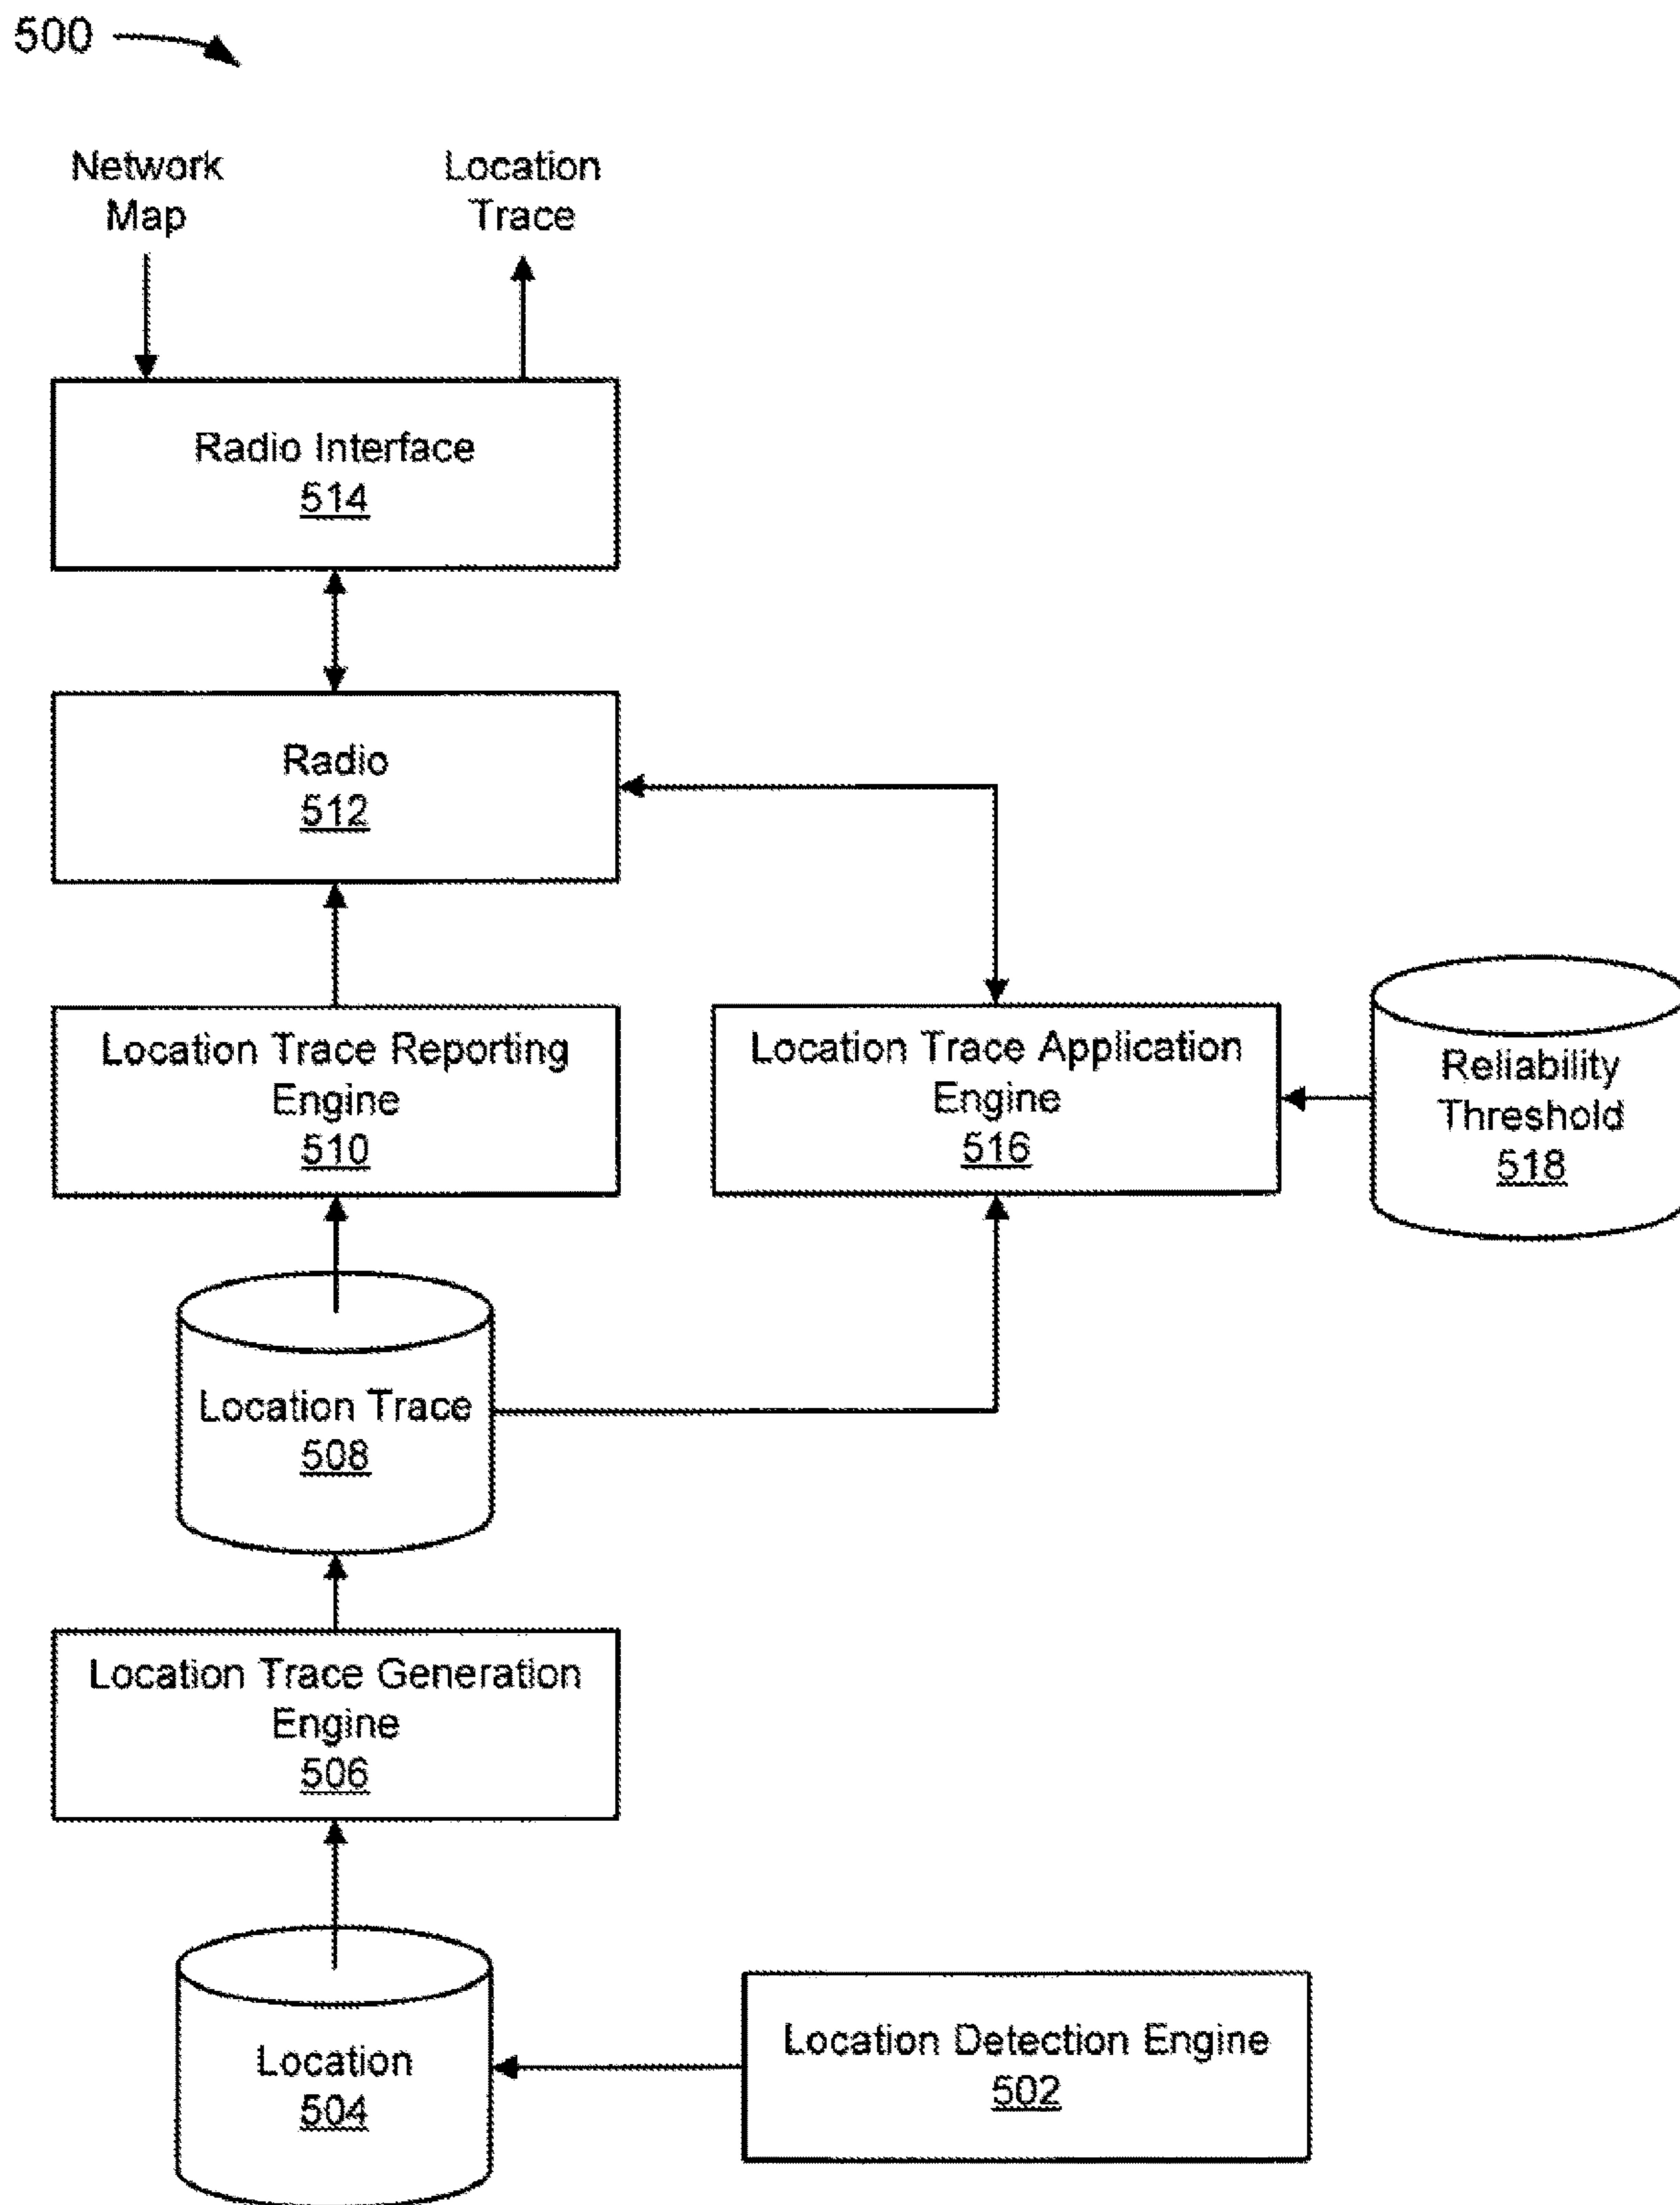 500
Network
Map
Location
Trace
Radio Interface
514
Radio
512
Location Trace Reporting
Engine
510
Location Trace Application
Engine
516
Reliability
Threshold
518
Location Trace
508
Location Trace Generation
Engine
506
Location
504
Location Detection Engine
502